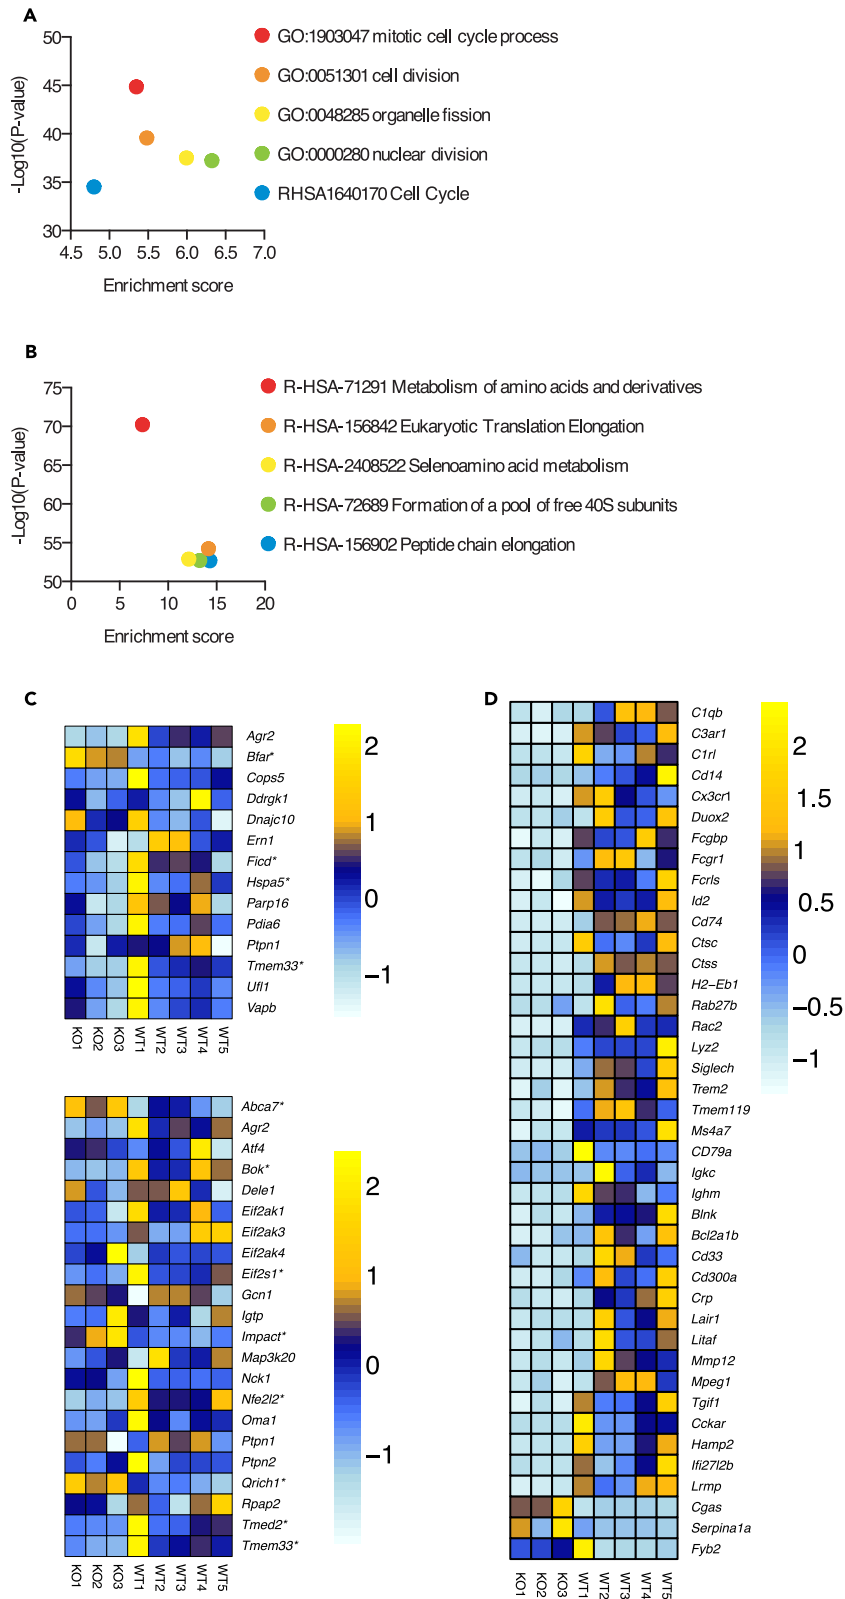 A
50
45
40
35
30
-Log10(P-value)
4.5 5.0 5.5 6.0 6.5 7.0
Enrichment score
GO:1903047 mitotic cell cycle process
GO:0051301 cell division
GO:0048285 organelle fission
GO:0000280 nuclear division
RHSA1640170 Cell Cycle
B
75
70
65
60
55
50
-Log10(P-value)
0 5 10 15 20
Enrichment score
R-HSA-71291 Metabolism of amino acids and derivatives
R-HSA-156842 Eukaryotic Translation Elongation
R-HSA-2408522 Selenoamino acid metabolism
R-HSA-72689 Formation of a pool of free 40S subunits
R-HSA-156902 Peptide chain elongation
C
Agr2
Bfar*
Cops5
Ddrgk1
Dnajc10
Ern1
Ficd*
Hspa5*
Parp16
Pdia6
Ptpn1
Tmem33*
Ufl1
Vapb
KO1 KO2 KO3 WT1 WT2 WT3 WT4 WT5
2
1
0
−1
Abca7*
Agr2
Atf4
Bok*
Dele1
Eif2ak1
Eif2ak3
Eif2ak4
Eif2s1*
Gcn1
Igtp
Impact*
Map3k20
Nck1
Nfe2l2*
Oma1
Ptpn1
Ptpn2
Qrich1*
Rpap2
Tmed2*
Tmem33*
KO1 KO2 KO3 WT1 WT2 WT3 WT4 WT5
2
1
0
−1
D
C1qb
C3ar1
C1rl
Cd14
Cx3cr1
Duox2
Fcgbp
Fcgr1
Fcrls
Id2
Cd74
Ctsc
Ctss
H2−Eb1
Rab27b
Rac2
Lyz2
Siglech
Trem2
Tmem119
Ms4a7
CD79a
Igkc
Ighm
Blnk
Bcl2a1b
Cd33
Cd300a
Crp
Lair1
Litaf
Mmp12
Mpeg1
Tgif1
Cckar
Hamp2
Ifi27l2b
Lrmp
Cgas
Serpina1a
Fyb2
KO1 KO2 KO3 WT1 WT2 WT3 WT4 WT5
2
1.5
1
0.5
0
−0.5
−1